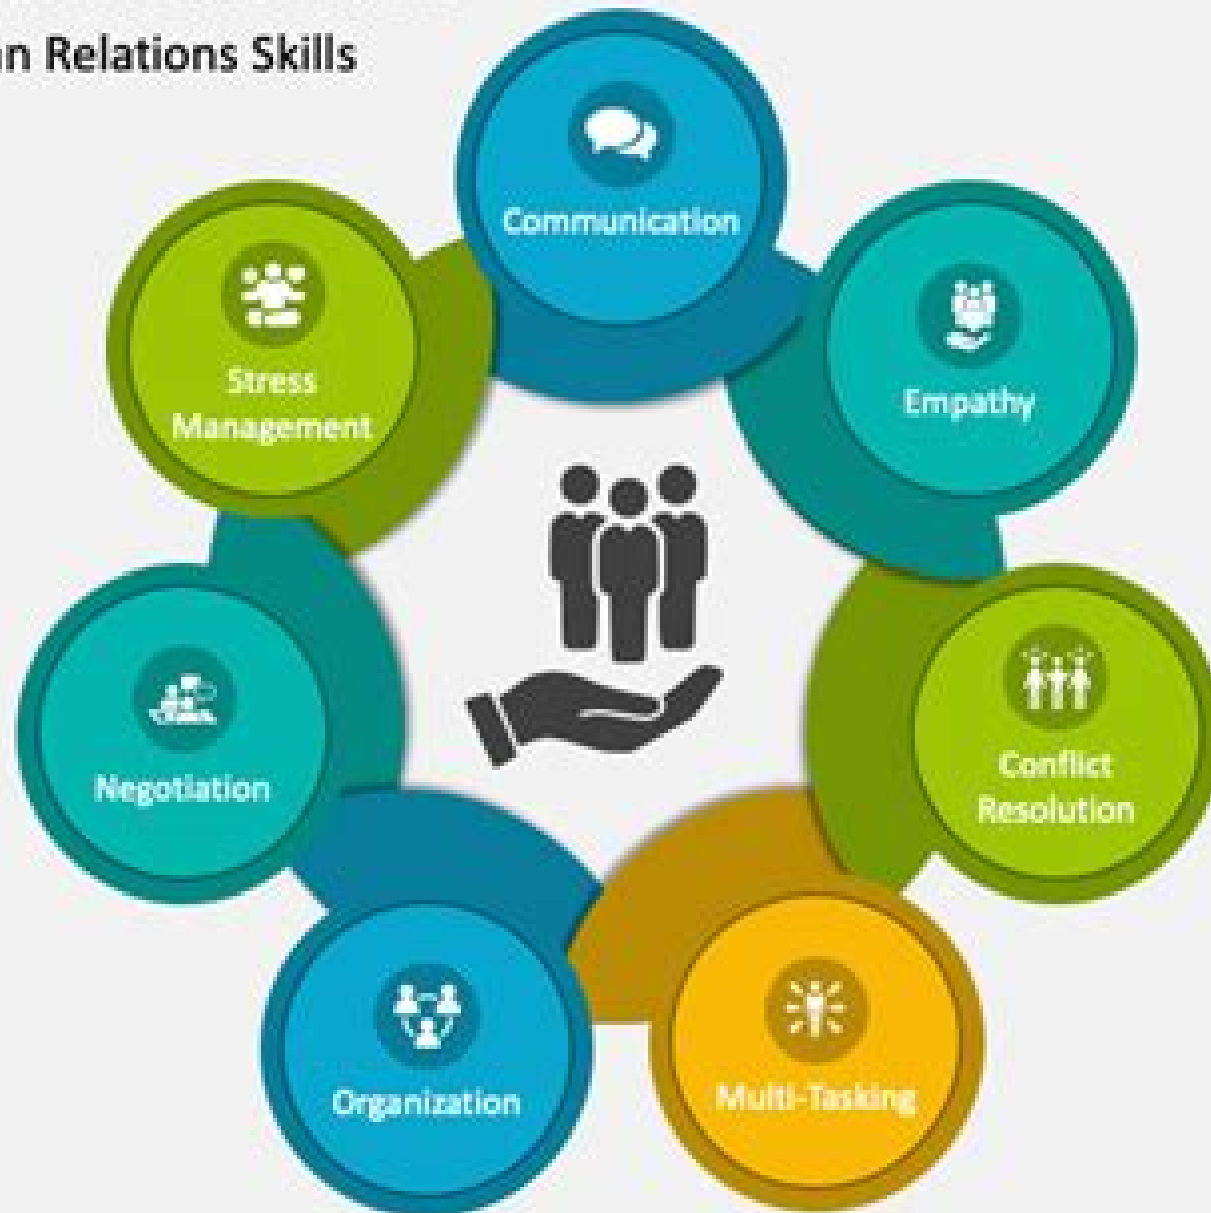 n Relations Skills
Communication
Empathy
Conflict
Resolution
Multi-Tasking
Organization
Negotiation
Stress
Management